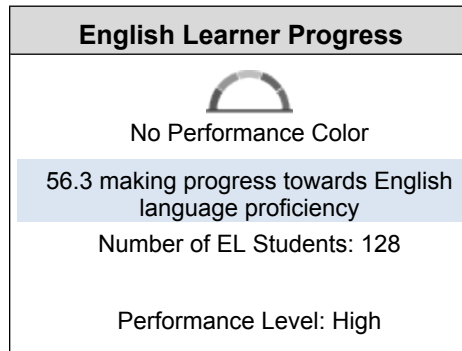 English Learner Progress
No Performance Color
56.3 making progress towards English
language proficiency
Number of EL Students: 128
Performance Level: High